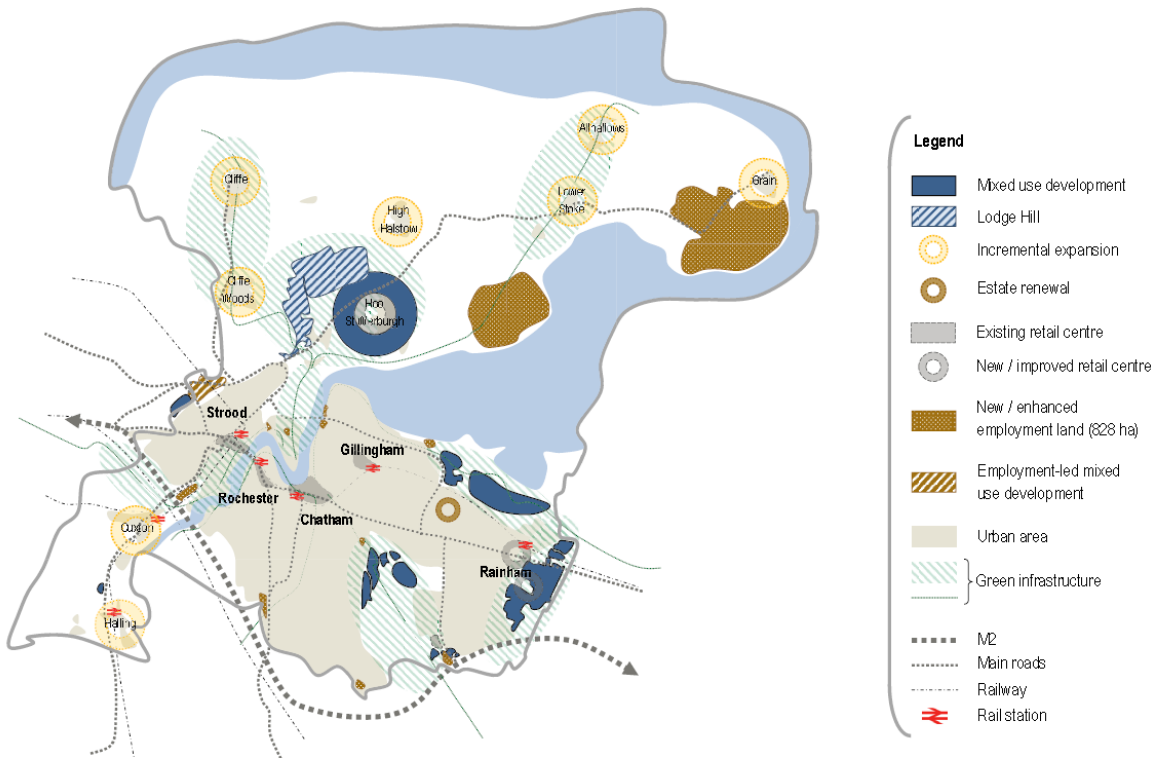 Allhallows
Cliffe
Lower
Stoke
Grain
High
Halstow
Cliffe
Woods
Hoo
St Werburgh
Strood
Gillingham
Rochester
Chatham
Cuxton
Rainham
Halling
Legend
Mixed use development
Lodge Hill
Incremental expansion
Estate renewal
Existing retail centre
New / improved retail centre
New / enhanced
employment land (828 ha)
Employment-led mixed
use development
Urban area
Green infrastructure
M2
Main roads
Railway
Rail station